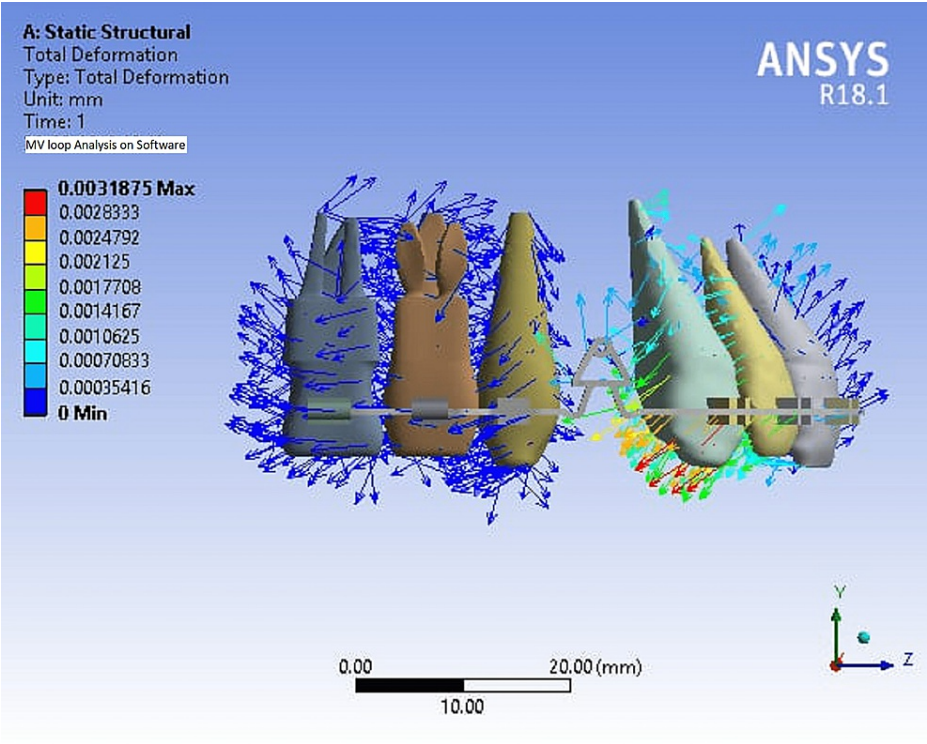 A: Static Structural
Total Deformation
Type: Total Deformation
Unit: mm
Time: 1
MV loop Analysis on Software
ANSYS
R18.1
0.0031875 Max
0.0028333
0.0024792
0.002125
0.0017708
0.0014167
0.0010625
0.00070833
0.00035416
0 Min
Y
Z
0.00
20.00 (mm)
10.00